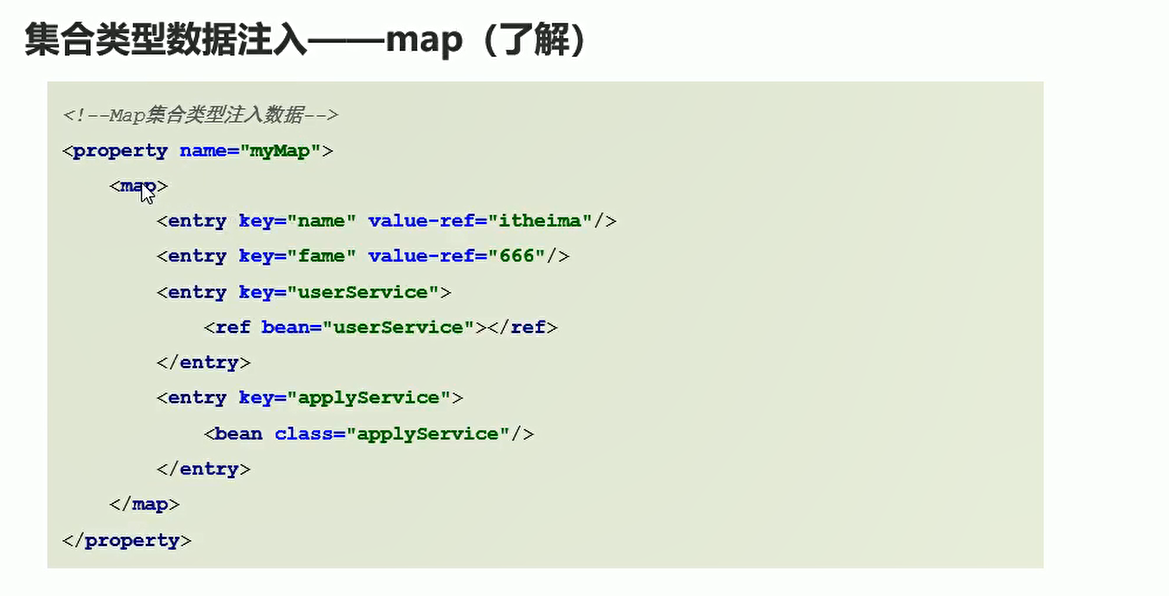 集合类型数据注入——map（了解）
<!--Map集合类型注入数据-->
<property name="myMap">
<map>
<entry key="name" value-ref="itheima"/>
<entry key="fame" value-ref="666"/>
<entry key="userService">
<ref bean="userService"></ref>
</entry>
<entry key="applyService">
<bean class="applyService"/>
</entry>
</map>
</property>